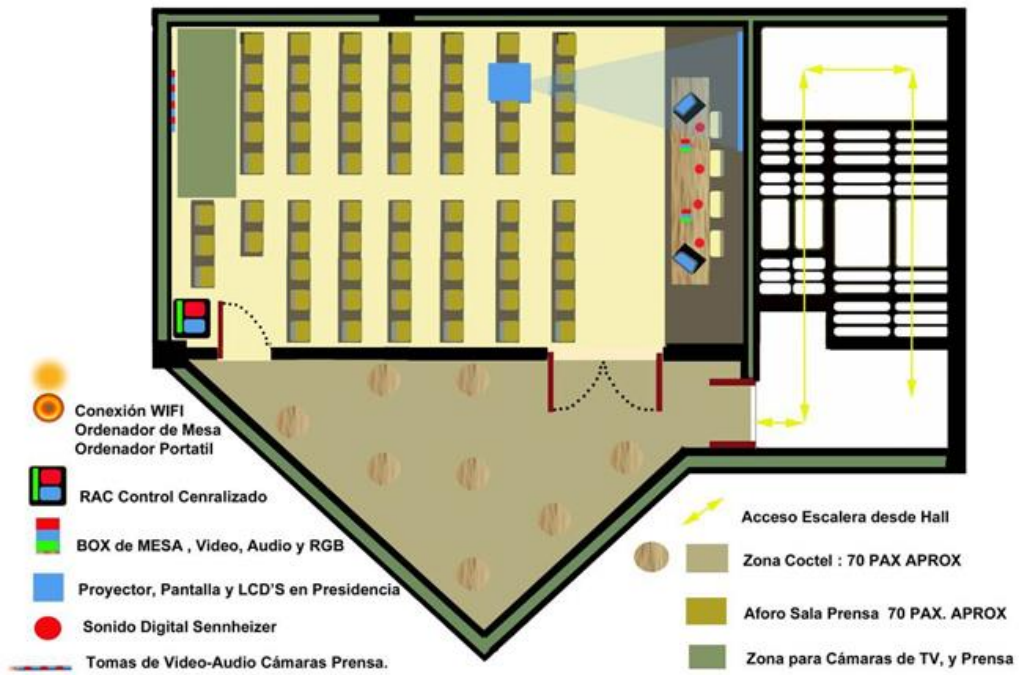 Conexión WIFI
Ordenador de Mesa
Ordenador Portatil
RAC Control Cenralizado
BOX de MESA , Video, Audio y RGB
Proyector, Pantalla y LCD'S en Presidencia
Sonido Digital Sennheizer
Tomas de Video-Audio Cámaras Prensa.
Acceso Escalera desde Hall
Zona Coctel : 70 PAX APROX
Aforo Sala Prensa 70 PAX. APROX
Zona para Cámaras de TV, y Prensa